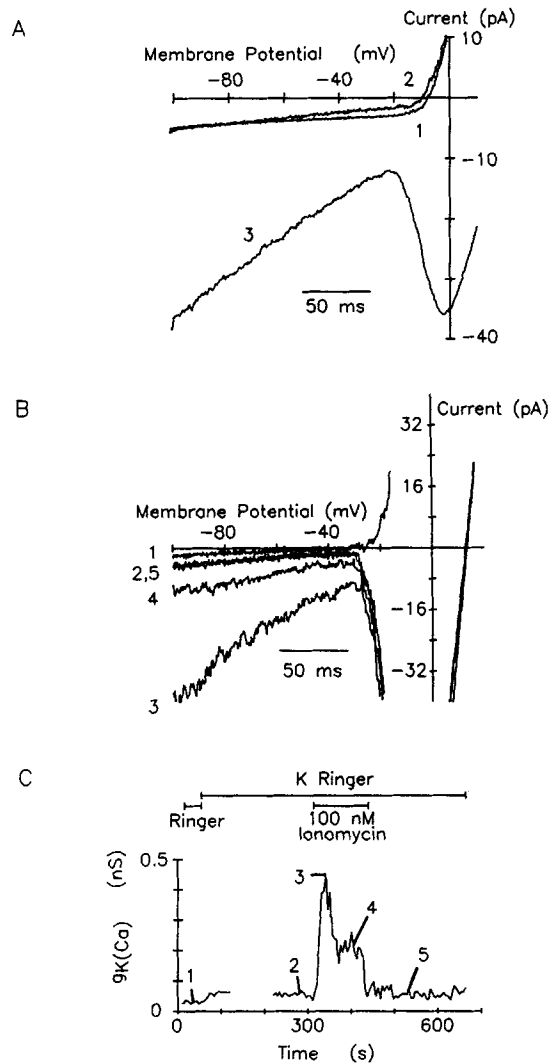 A
Current (pA)
10
Membrane Potential (mV)
−80
−40
2
1
−10
3
50 ms
−40
B
Current (pA)
32
16
Membrane Potential (mV)
−80
−40
1
2,5
4
−16
50 ms
−32
3
C
K Ringer
Ringer
100 nM
Ionomycin
gK(Ca) (nS)
0.5
3
4
1
2
5
0
0
300
600
Time (s)